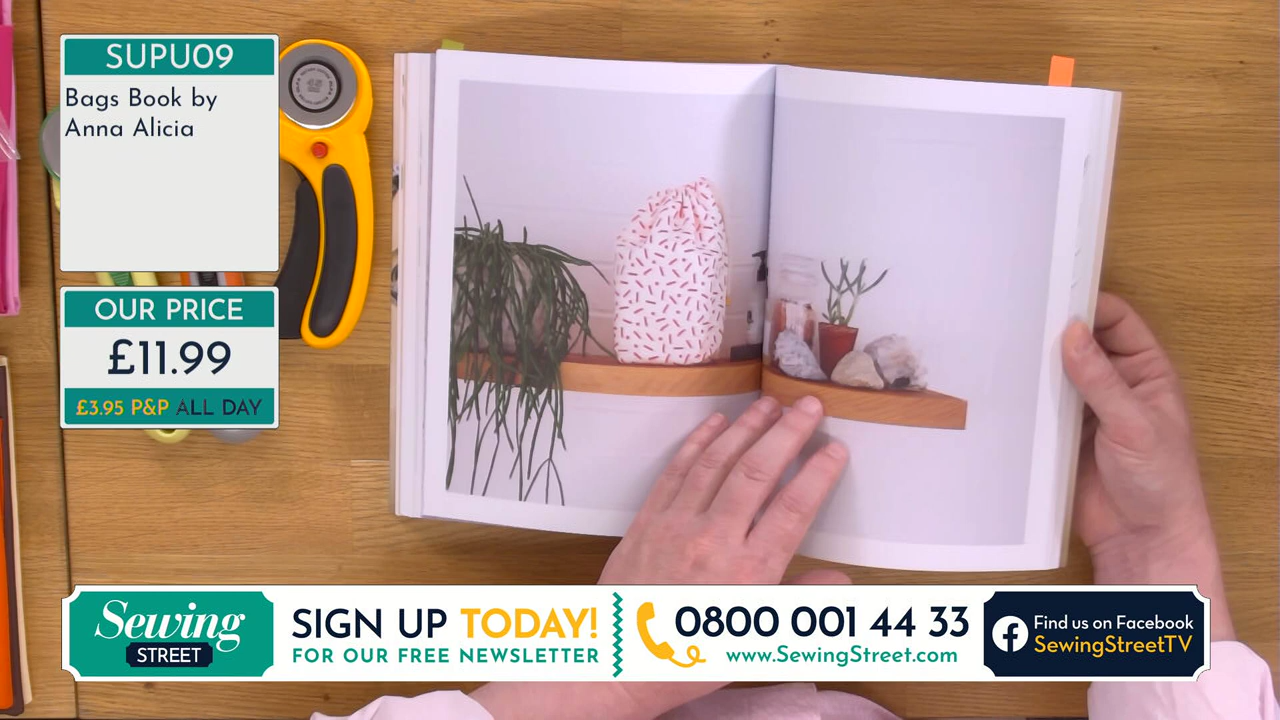 SUPU09
Bags Book by
Anna Alicia
OUR PRICE
£11.99
£3.95 P&P ALL DAY
Sewing
STREET
SIGN UP TODAY!
FOR OUR FREE NEWSLETTER
0800 001 44 33
www.SewingStreet.com
Find us on Facebook
SewingStreetTV